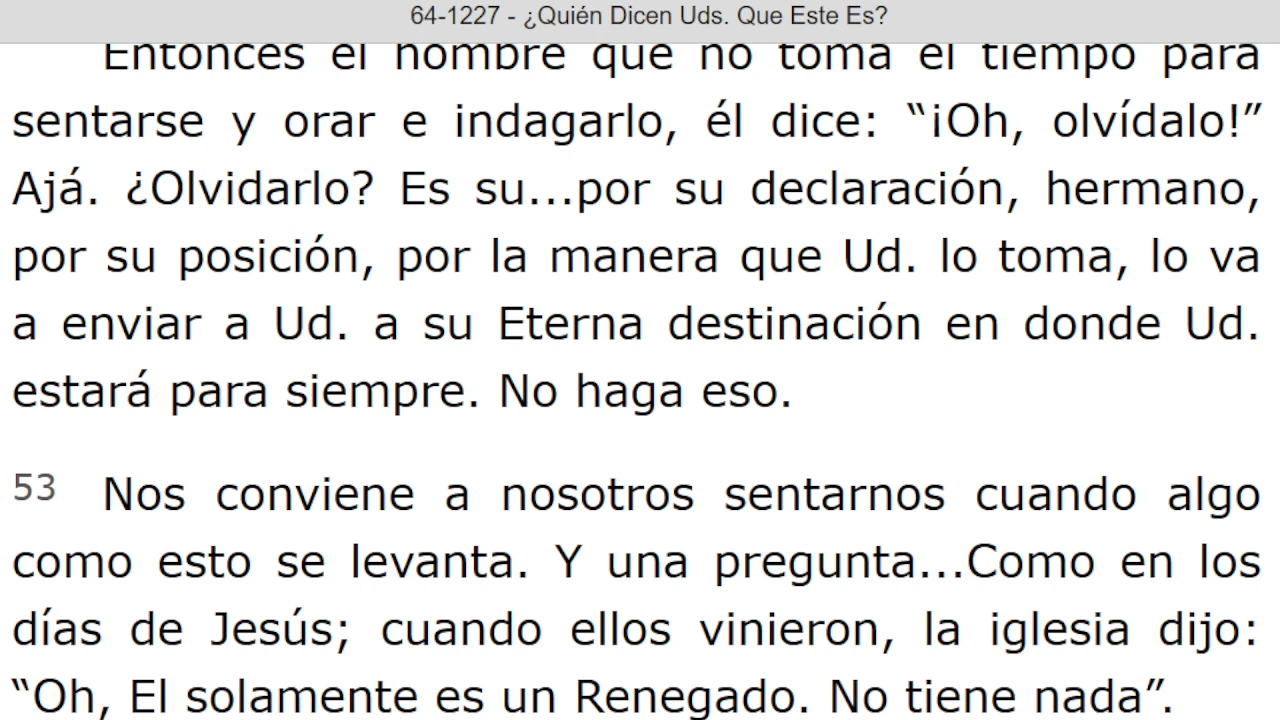 64-1227 - ¿Quién Dicen Uds. Que Este Es?
Entonces el hombre que no toma el tiempo para
sentarse y orar e indagarlo, él dice: “¡Oh, olvídalo!”
Ajá. ¿Olvidarlo? Es su...por su declaración, hermano,
por su posición, por la manera que Ud. lo toma, lo va
a enviar a Ud. a su Eterna destinación en donde Ud.
estará para siempre. No haga eso.
53 Nos conviene a nosotros sentarnos cuando algo
como esto se levanta. Y una pregunta...Como en los
días de Jesús; cuando ellos vinieron, la iglesia dijo:
“Oh, El solamente es un Renegado. No tiene nada”.